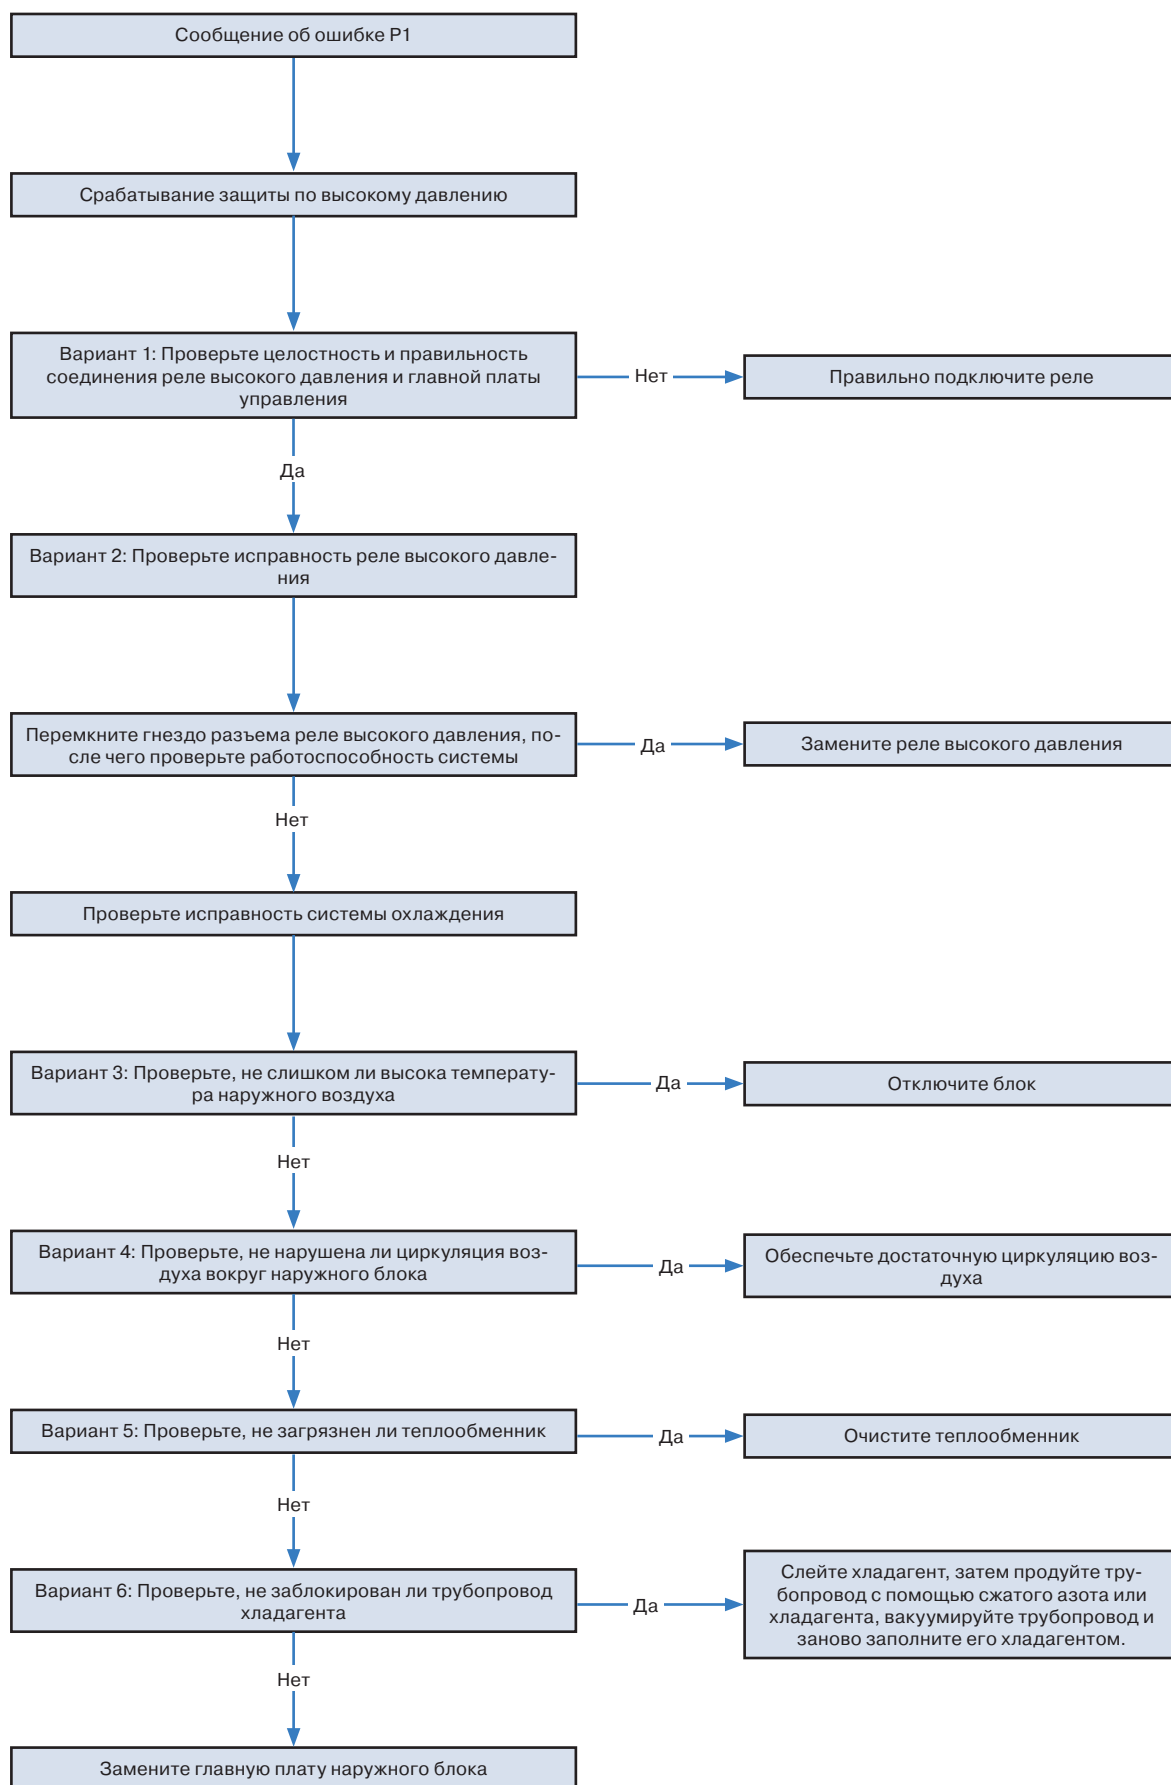 Сообщение об ошибке P1
Срабатывание защиты по высокому давлению
Вариант 1: Проверьте целостность и правильность
соединения реле высокого давления и главной платы
управления
Нет
Правильно подключите реле
Да
Вариант 2: Проверьте исправность реле высокого давле-
ния
Перемкните гнездо разъема реле высокого давления, по-
сле чего проверьте работоспособность системы
Да
Замените реле высокого давления
Нет
Проверьте исправность системы охлаждения
Вариант 3: Проверьте, не слишком ли высока температу-
ра наружного воздуха
Да
Отключите блок
Нет
Вариант 4: Проверьте, не нарушена ли циркуляция воз-
духа вокруг наружного блока
Да
Обеспечьте достаточную циркуляцию воз-
духа
Нет
Вариант 5: Проверьте, не загрязнен ли теплообменник
Да
Очистите теплообменник
Нет
Вариант 6: Проверьте, не заблокирован ли трубопровод
хладагента
Да
Слейте хладагент, затем продуйте тру-
бопровод с помощью сжатого азота или
хладагента, вакуумируйте трубопровод и
заново заполните его хладагентом.
Нет
Замените главную плату наружного блока